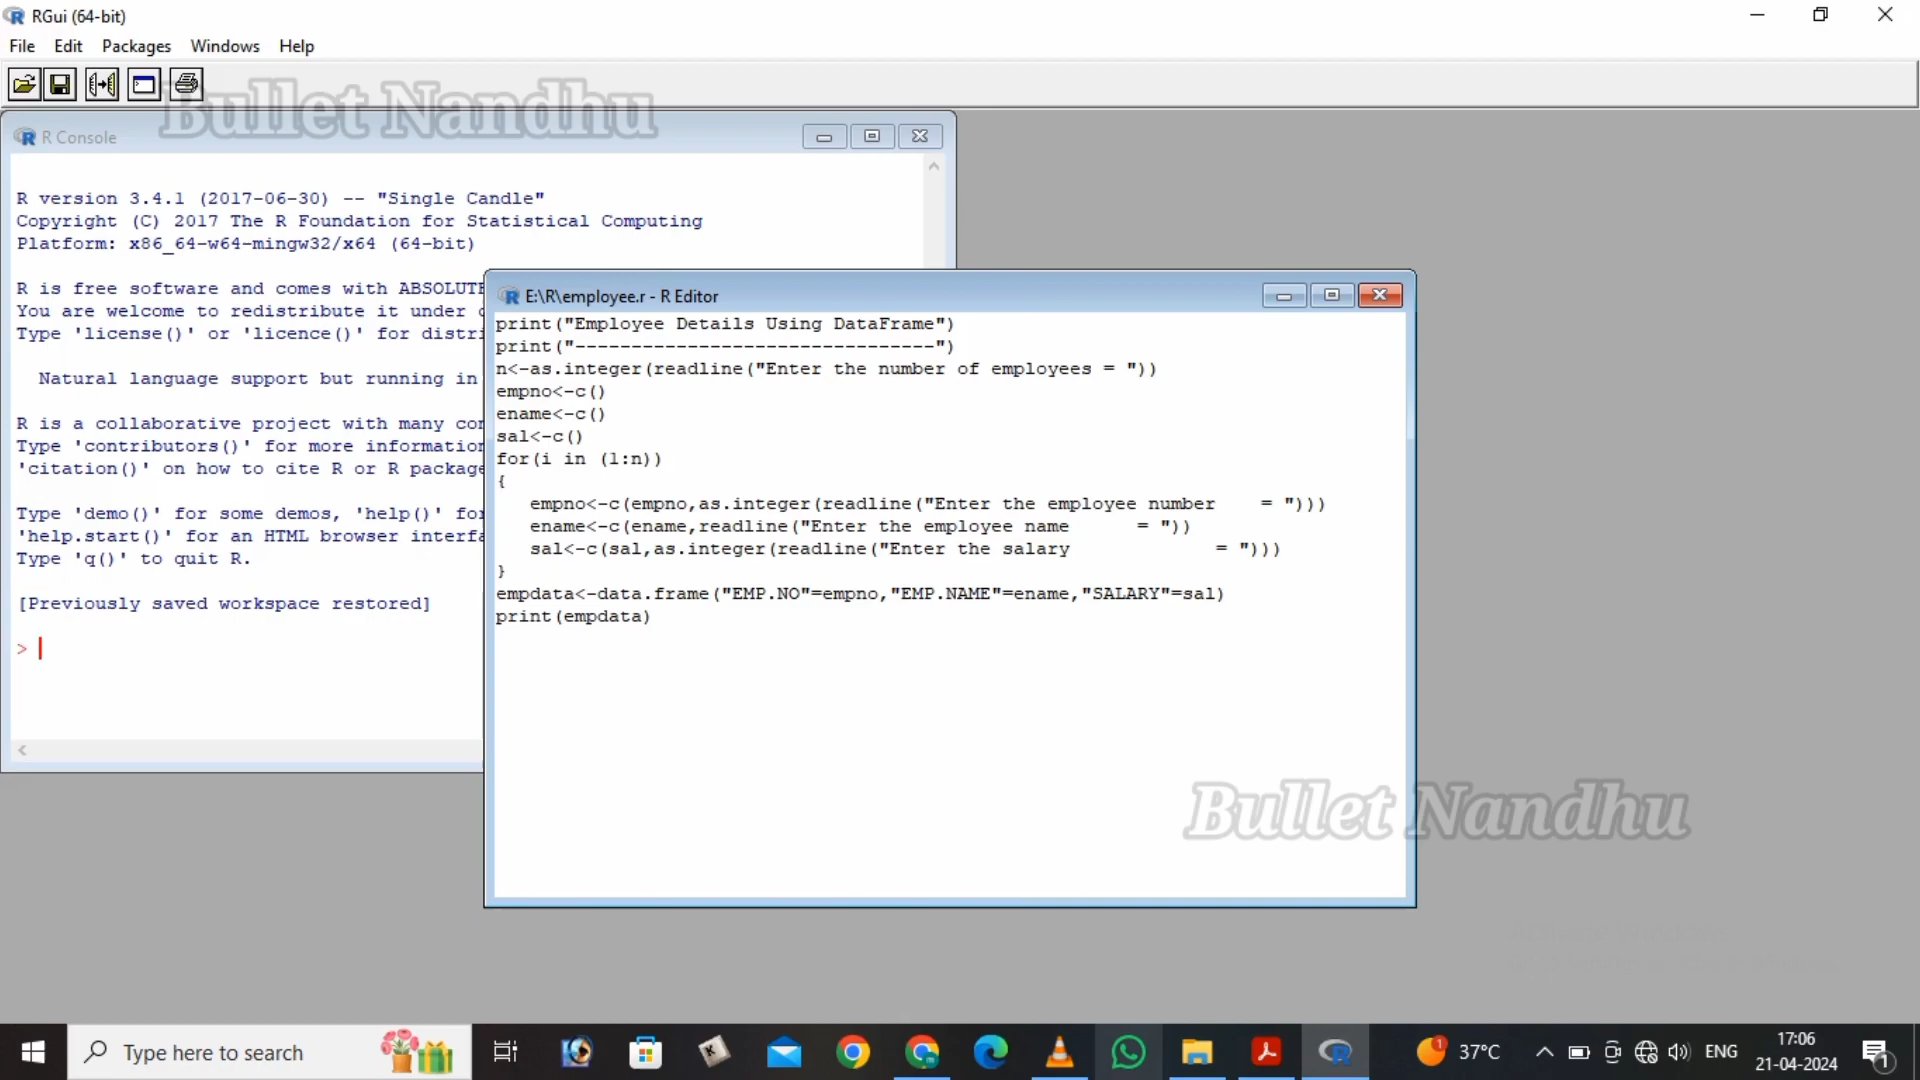 RGui (64-bit)
File Edit Packages Windows Help
Bullet Nandhu
R Console
R version 3.4.1 (2017-06-30) -- "Single Candle"
Copyright (C) 2017 The R Foundation for Statistical Computing
Platform: x86_64-w64-mingw32/x64 (64-bit)
R is free software and comes with ABSOLUTE
You are welcome to redistribute it under
Type 'license()' or 'licence()' for distri
Natural language support but running in
R is a collaborative project with many con
Type 'contributors()' for more information
'citation()' on how to cite R or R package
Type 'demo()' for some demos, 'help()' for
'help.start()' for an HTML browser interfa
Type 'q()' to quit R.
[Previously saved workspace restored]
>
E:\R\employee.r - R Editor
print("Employee Details Using DataFrame")
print("--------------------------------")
n<-as.integer(readline("Enter the number of employees = "))
empno<-c()
ename<-c()
sal<-c()
for(i in (1:n))
{
empno<-c(empno,as.integer(readline("Enter the employee number    = ")))
ename<-c(ename,readline("Enter the employee name      = "))
sal<-c(sal,as.integer(readline("Enter the salary             = ")))
}
empdata<-data.frame("EMP.NO"=empno,"EMP.NAME"=ename,"SALARY"=sal)
print(empdata)
Bullet Nandhu
Type here to search
37°C
ENG
17:06
21-04-2024